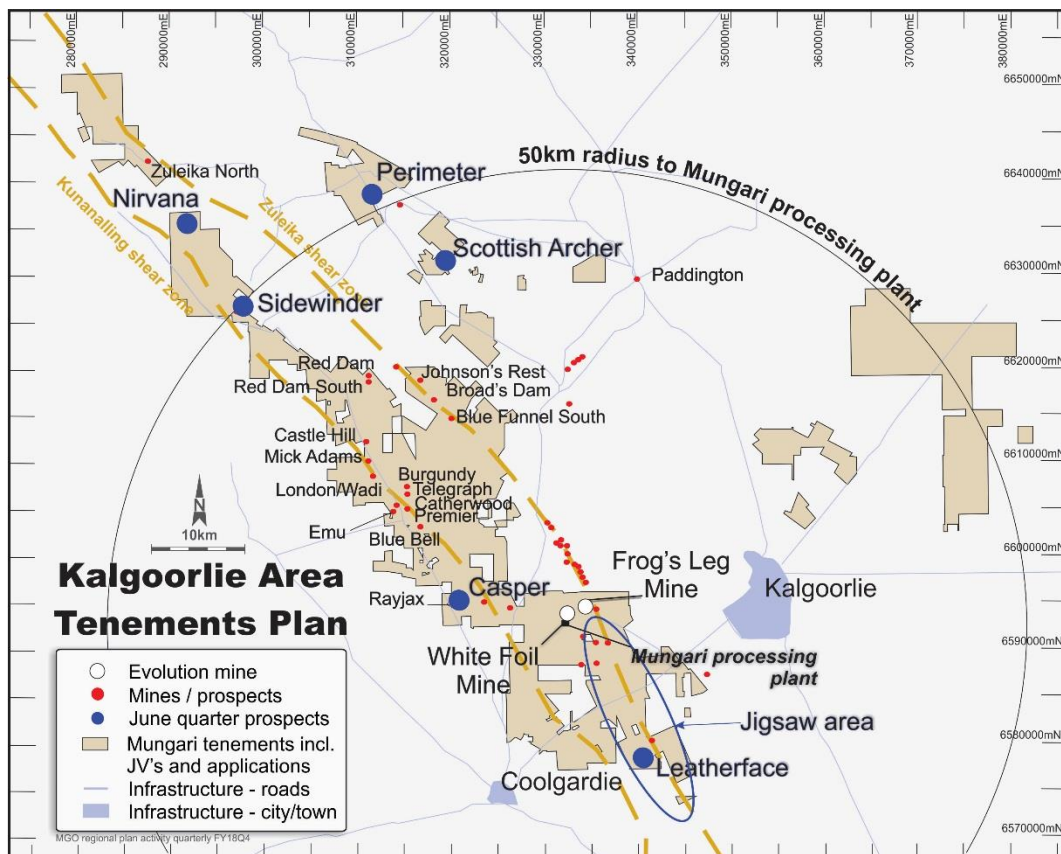 280000mE
290000mE
300000mE
310000mE
320000mE
330000mE
340000mE
350000mE
360000mE
370000mE
380000mE
6650000mN
6640000mN
6630000mN
6620000mN
6610000mN
6600000mN
6590000mN
6580000mN
6570000mN
50km radius to Mungari processing plant
Zuleika North
Nirvana
Kunanalling shear zone
Zuleika shear zone
Perimeter
Scottish Archer
Paddington
Sidewinder
Red Dam
Red Dam South
Johnson's Rest
Broad's Dam
Blue Funnel South
Castle Hill
Mick Adams
London/Wadi
Burgundy
Telegraph
Catherwood
Premier
Emu
Blue Bell
N
10km
Kalgoorlie Area
Tenements Plan
Rayjax
Casper
Frog's Leg
Mine
Kalgoorlie
White Foil
Mine
Mungari processing
plant
Jigsaw area
Leatherface
Coolgardie
Evolution mine
Mines / prospects
June quarter prospects
Mungari tenements incl.
JV's and applications
Infrastructure - roads
Infrastructure - city/town
MGO regional plan activity quarterly FY18Q4